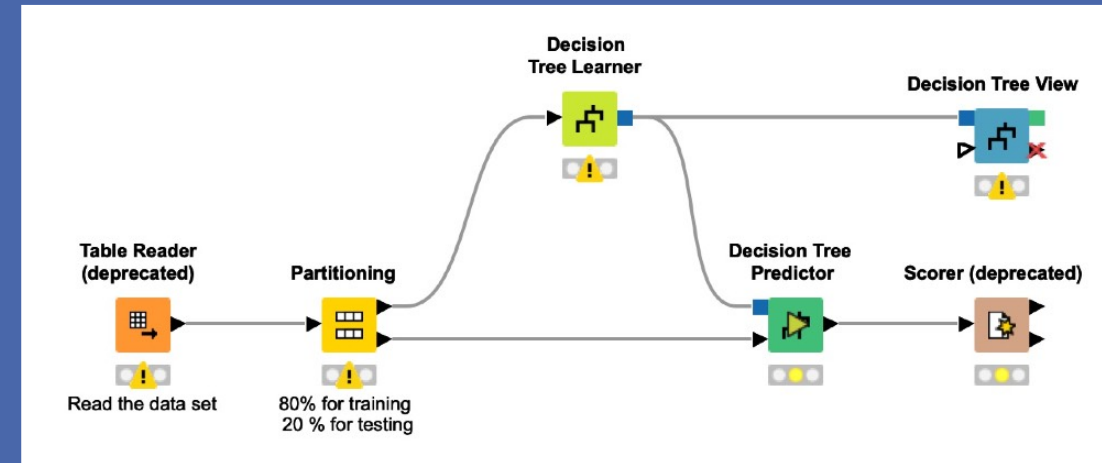 Decision
Tree Learner
Decision Tree View
Table Reader
(deprecated)
Partitioning
Decision Tree
Predictor
Scorer (deprecated)
Read the data set
80% for training
20 % for testing